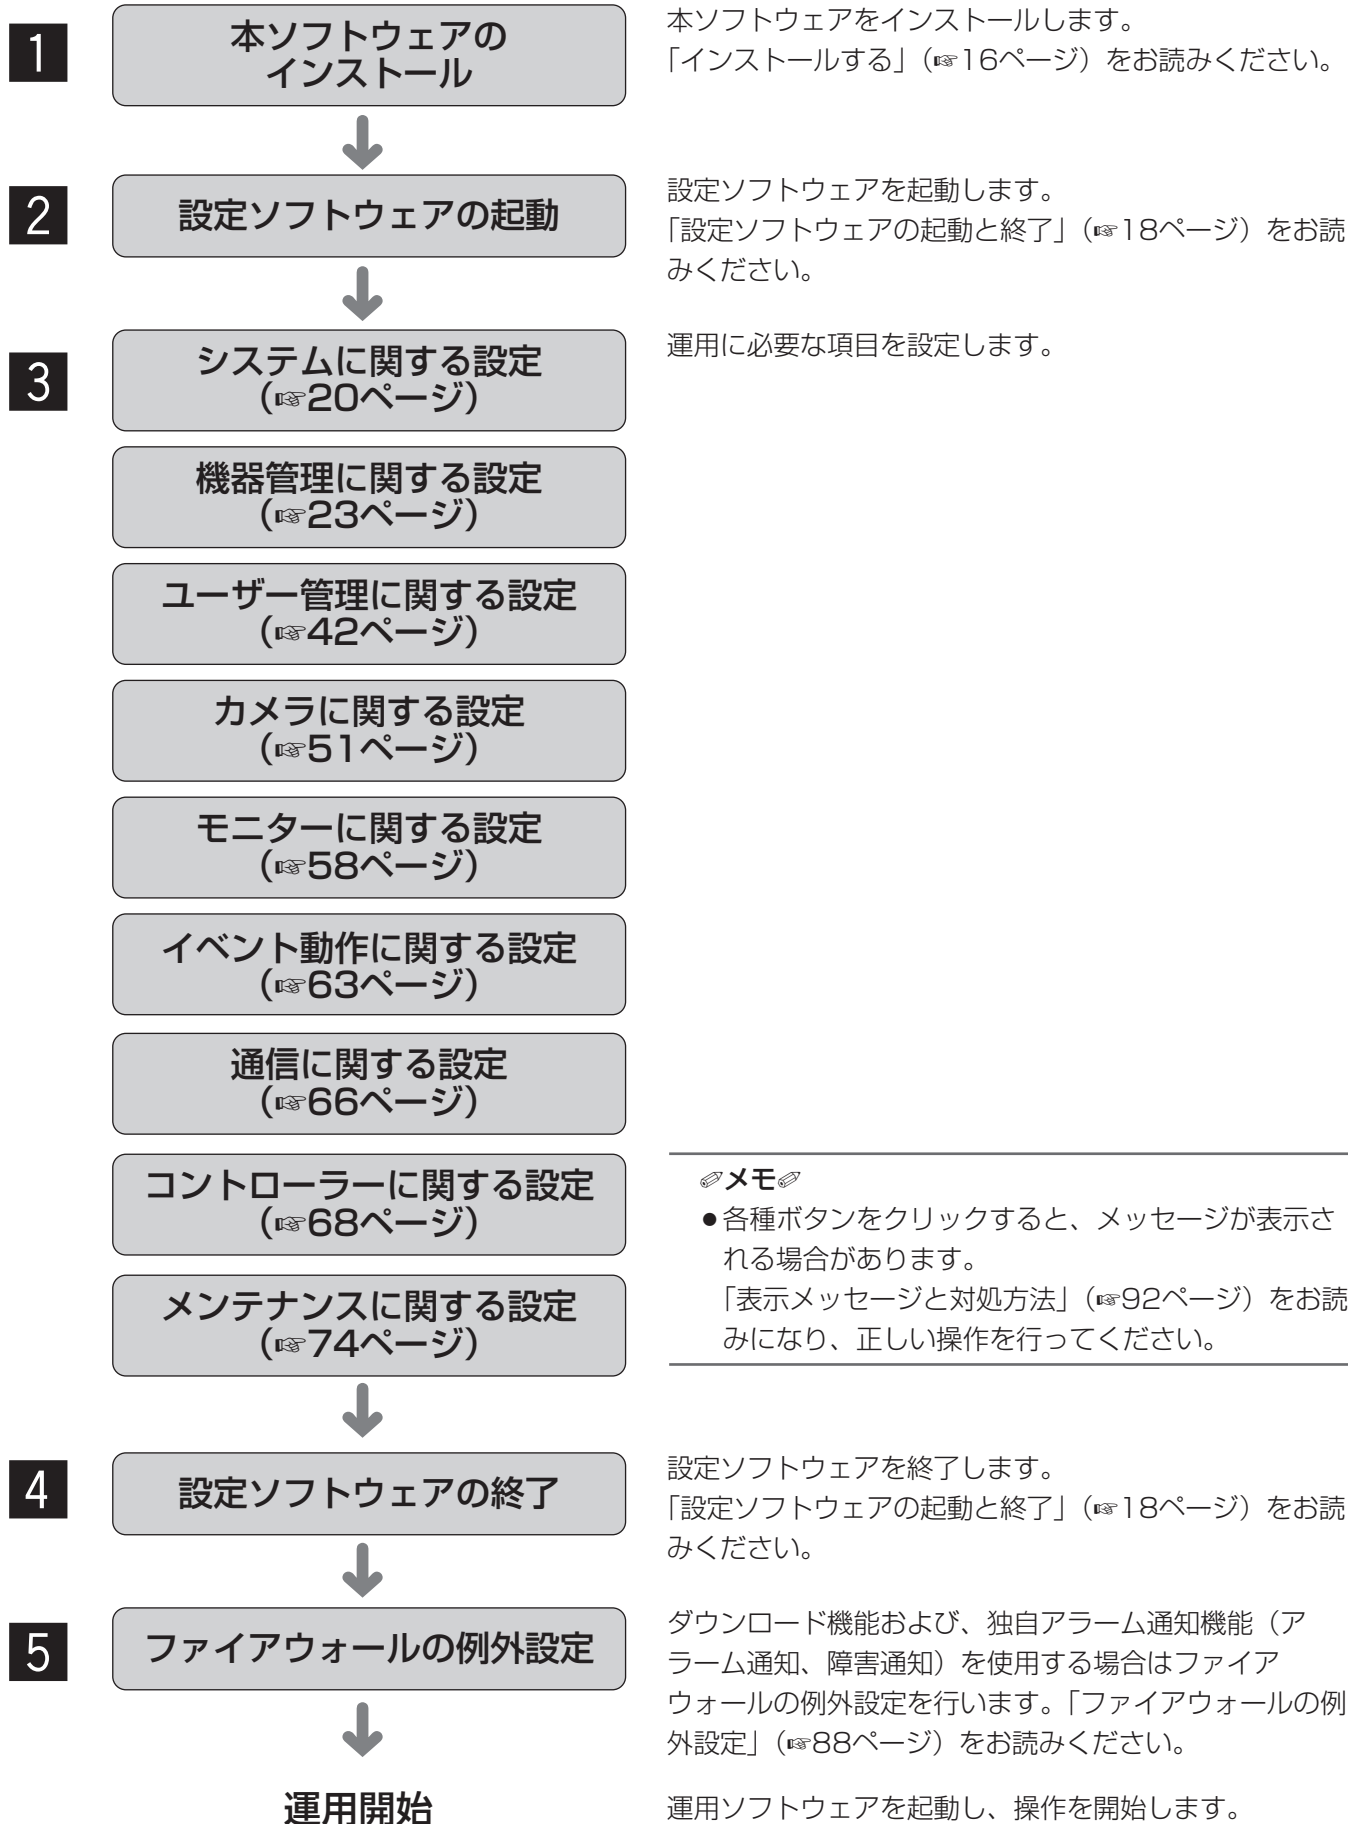 1
本ソフトウェアの
インストール
本ソフトウェアをインストールします。
「インストールする」（☞16ページ）をお読みください。
2
設定ソフトウェアの起動
設定ソフトウェアを起動します。
「設定ソフトウェアの起動と終了」（☞18ページ）をお読
みください。
3
システムに関する設定
（☞20ページ）
運用に必要な項目を設定します。
機器管理に関する設定
（☞23ページ）
ユーザー管理に関する設定
（☞42ページ）
カメラに関する設定
（☞51ページ）
モニターに関する設定
（☞58ページ）
イベント動作に関する設定
（☞63ページ）
通信に関する設定
（☞66ページ）
コントローラーに関する設定
（☞68ページ）
メンテナンスに関する設定
（☞74ページ）
メモ
●各種ボタンをクリックすると、メッセージが表示さ
れる場合があります。
「表示メッセージと対処方法」（☞92ページ）をお読
みになり、正しい操作を行ってください。
4
設定ソフトウェアの終了
設定ソフトウェアを終了します。
「設定ソフトウェアの起動と終了」（☞18ページ）をお読
みください。
5
ファイアウォールの例外設定
ダウンロード機能および、独自アラーム通知機能（ア
ラーム通知、障害通知）を使用する場合はファイア
ウォールの例外設定を行います。「ファイアウォールの例
外設定」（☞88ページ）をお読みください。
運用開始
運用ソフトウェアを起動し、操作を開始します。